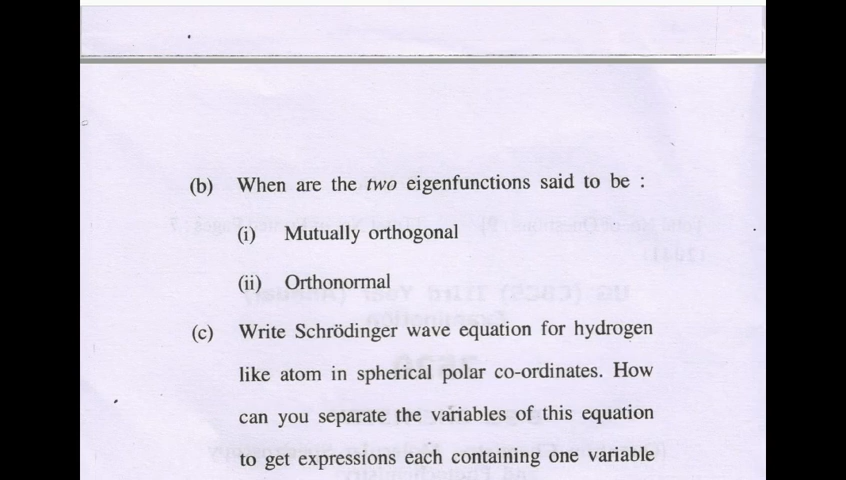 (b) When are the two eigenfunctions said to be :
(i) Mutually orthogonal
(ii) Orthonormal
(c) Write Schrödinger wave equation for hydrogen
like atom in spherical polar co-ordinates. How
can you separate the variables of this equation
to get expressions each containing one variable